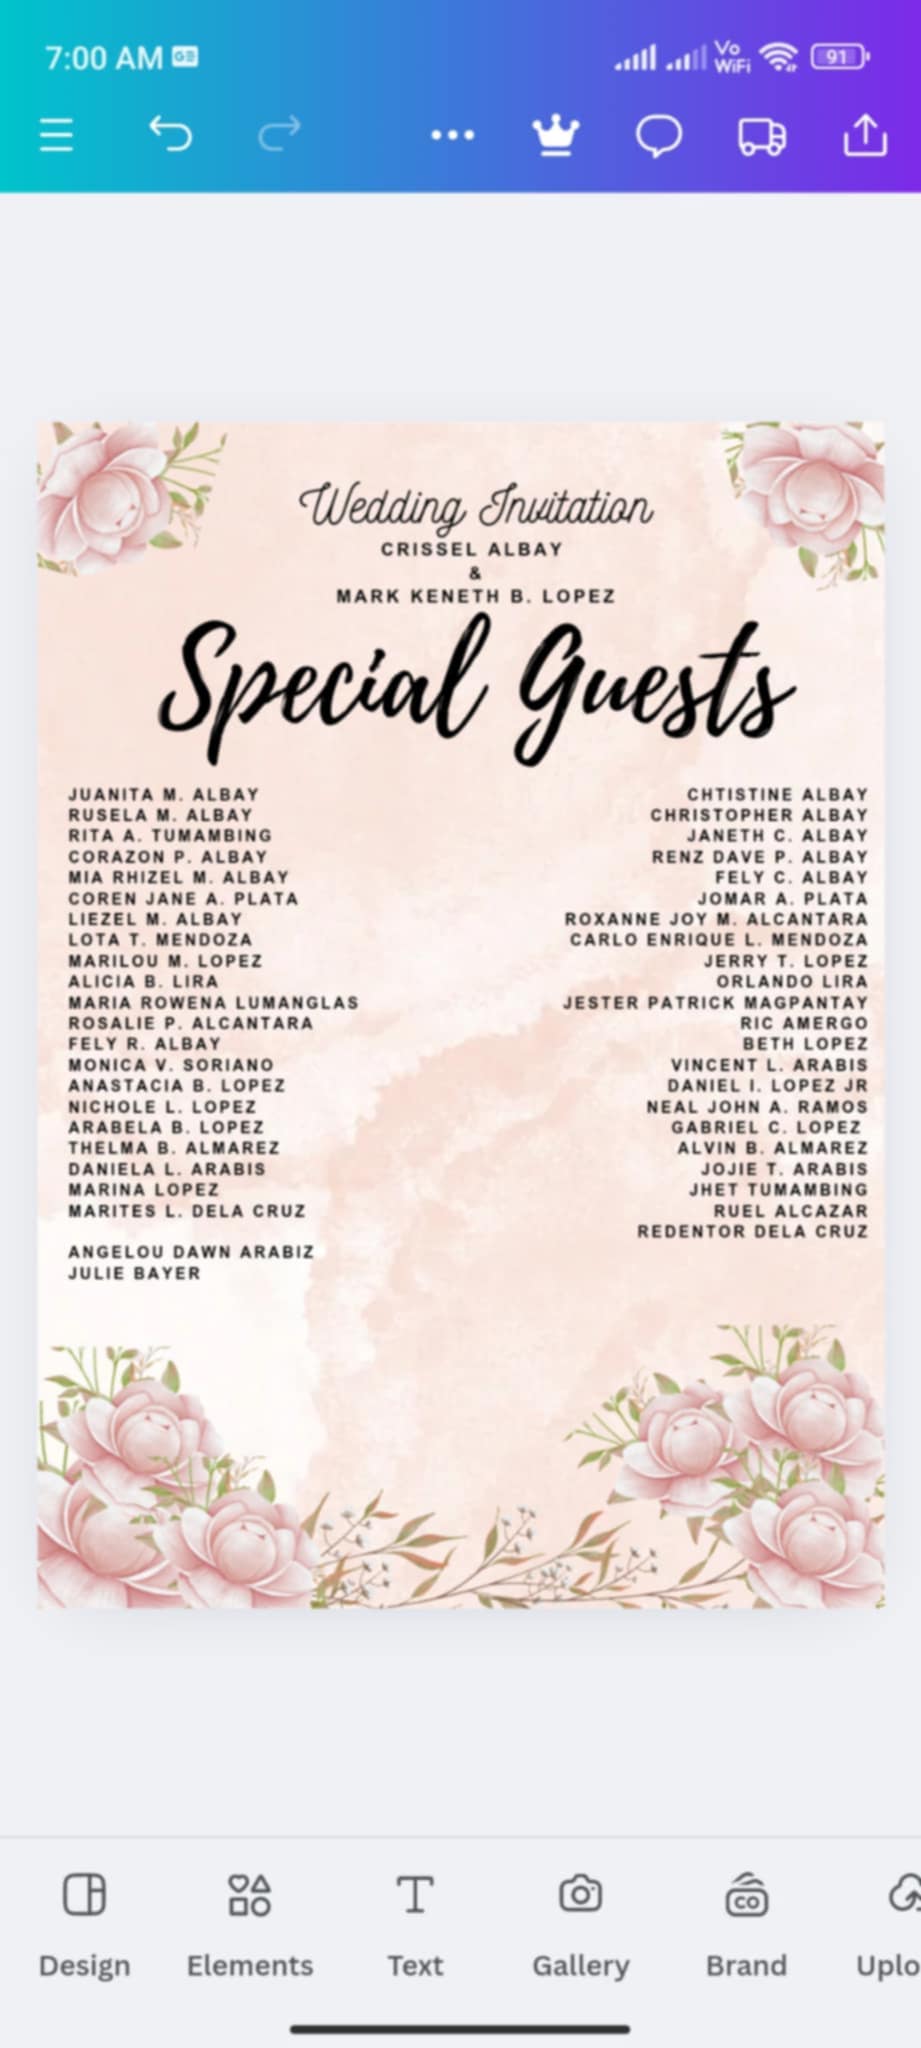 7:00 AM
Vo WiFi
91
Wedding Invitation
CRISSEL ALBAY
&
MARK KENETH B. LOPEZ
Special Guests
JUANITA M. ALBAY
RUSELA M. ALBAY
RITA A. TUMAMBING
CORAZON P. ALBAY
MIA RHIZEL M. ALBAY
COREN JANE A. PLATA
LIEZEL M. ALBAY
LOTA T. MENDOZA
MARILOU M. LOPEZ
ALICIA B. LIRA
MARIA ROWENA LUMANGLAS
ROSALIE P. ALCANTARA
FELY R. ALBAY
MONICA V. SORIANO
ANASTACIA B. LOPEZ
NICHOLE L. LOPEZ
ARABELA B. LOPEZ
THELMA B. ALMAREZ
DANIELA L. ARABIS
MARINA LOPEZ
MARITES L. DELA CRUZ
ANGELOU DAWN ARABIZ
JULIE BAYER
CHTISTINE ALBAY
CHRISTOPHER ALBAY
JANETH C. ALBAY
RENZ DAVE P. ALBAY
FELY C. ALBAY
JOMAR A. PLATA
ROXANNE JOY M. ALCANTARA
CARLO ENRIQUE L. MENDOZA
JERRY T. LOPEZ
ORLANDO LIRA
JESTER PATRICK MAGPANTAY
RIC AMERGO
BETH LOPEZ
VINCENT L. ARABIS
DANIEL I. LOPEZ JR
NEAL JOHN A. RAMOS
GABRIEL C. LOPEZ
ALVIN B. ALMAREZ
JOJIE T. ARABIS
JHET TUMAMBING
RUEL ALCAZAR
REDENTOR DELA CRUZ
Design
Elements
Text
Gallery
CO
Brand
Uplo